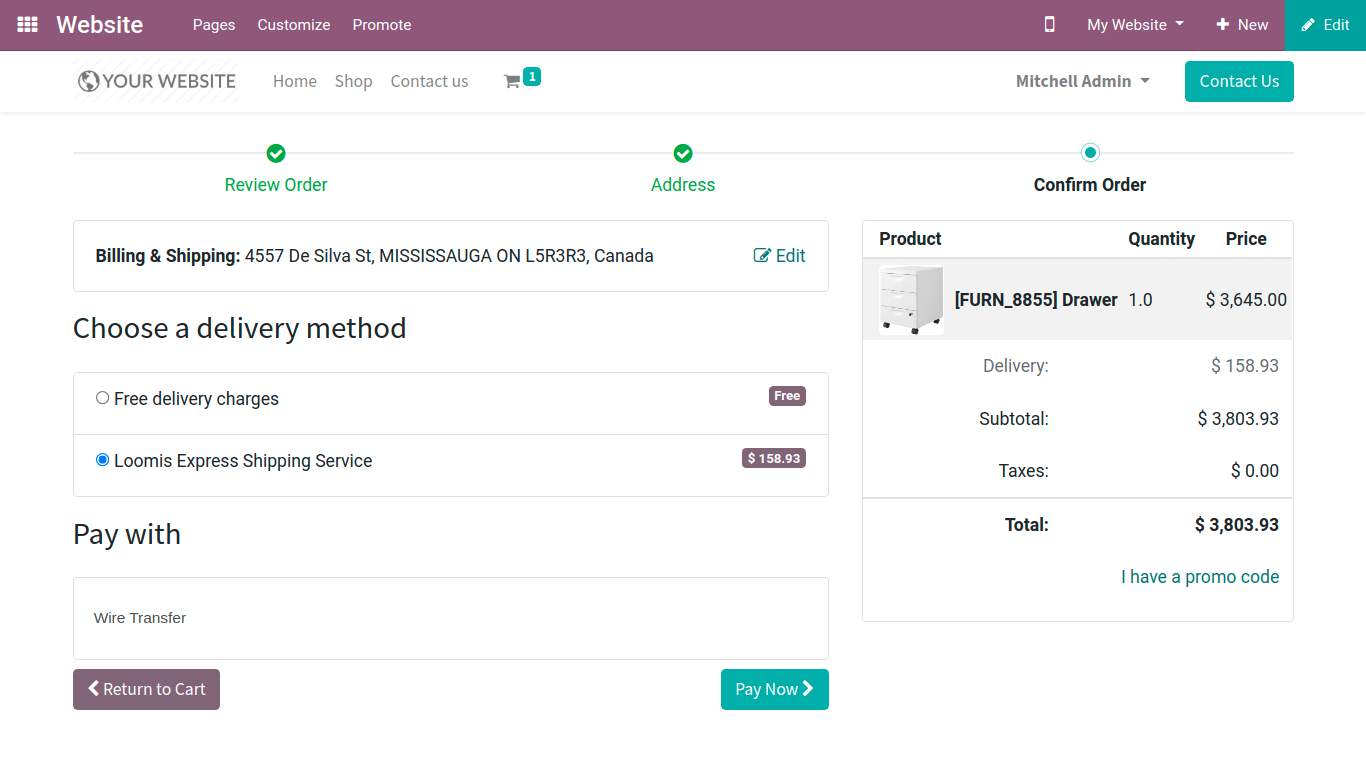 Website Pages Customize Promote My Website New Edit
YOUR WEBSITE Home Shop Contact us 1 Mitchell Admin Contact Us
Review Order Address Confirm Order
Billing & Shipping: 4557 De Silva St, MISSISSAUGA ON L5R3R3, Canada Edit
Choose a delivery method
Free delivery charges Free
Loomis Express Shipping Service $ 158.93
Pay with
Wire Transfer
Return to Cart Pay Now
Product Quantity Price
[FURN_8855] Drawer 1.0 $ 3,645.00
Delivery: $ 158.93
Subtotal: $ 3,803.93
Taxes: $ 0.00
Total: $ 3,803.93
I have a promo code